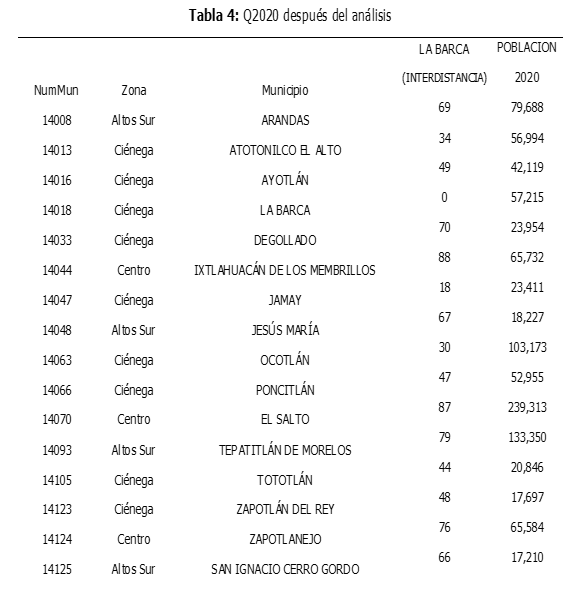 Tabla 4: Q2020 después del análisis
LA BARCA POBLACION
(INTERDISTANCIA) 2020
NumMun Zona Municipio
69 79,688
14008 Altos Sur ARANDAS
34 56,994
14013 Ciénega ATOTONILCO EL ALTO
49 42,119
14016 Ciénega AYOTLÁN
0 57,215
14018 Ciénega LA BARCA
70 23,954
14033 Ciénega DEGOLLADO
88 65,732
14044 Centro IXTLAHUACÁN DE LOS MEMBRILLOS
18 23,411
14047 Ciénega JAMAY
67 18,227
14048 Altos Sur JESÚS MARÍA
30 103,173
14063 Ciénega OCOTLÁN
47 52,955
14066 Ciénega PONCITLÁN
87 239,313
14070 Centro EL SALTO
79 133,350
14093 Altos Sur TEPATITLÁN DE MORELOS
44 20,846
14105 Ciénega TOTOTLÁN
48 17,697
14123 Ciénega ZAPOTLÁN DEL REY
76 65,584
14124 Centro ZAPOTLANEJO
66 17,210
14125 Altos Sur SAN IGNACIO CERRO GORDO